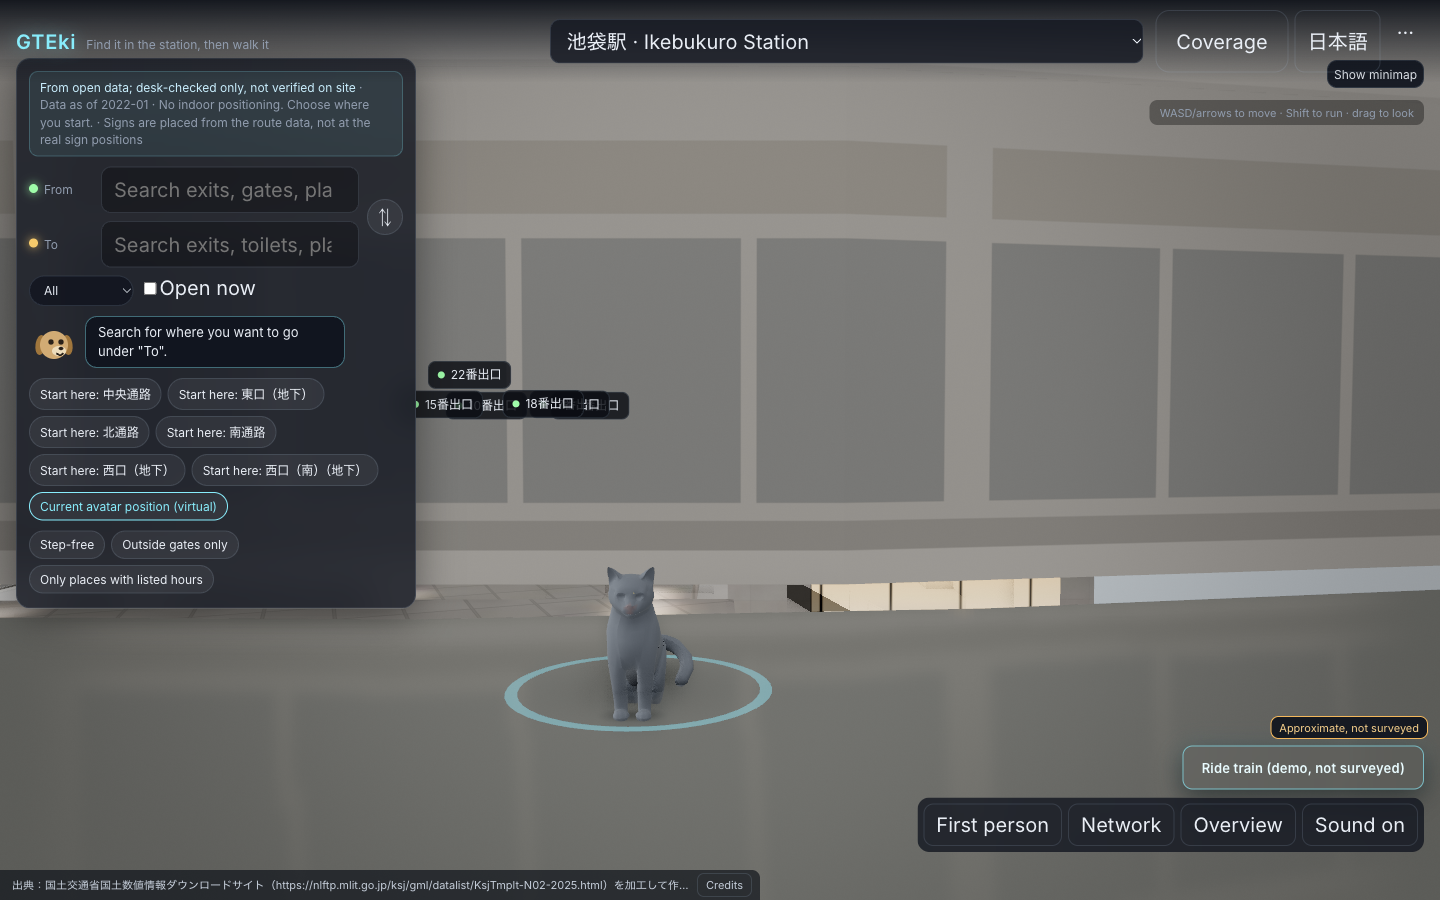 GTEki
Find it in the station, then walk it
池袋駅 · Ikebukuro Station
Coverage
日本語
...
Show minimap
WASD/arrows to move · Shift to run · drag to look
From open data; desk-checked only, not verified on site ·
Data as of 2022-01 · No indoor positioning. Choose where
you start. · Signs are placed from the route data, not at the
real sign positions
From
Search exits, gates, pla
To
Search exits, toilets, pla
All
Open now
Search for where you want to go
under "To".
Start here: 中央通路
Start here: 東口（地下）
Start here: 北通路
Start here: 南通路
Start here: 西口（地下）
Start here: 西口（南）（地下）
Current avatar position (virtual)
Step-free
Outside gates only
Only places with listed hours
22番出口
15番出口
18番出口
Approximate, not surveyed
Ride train (demo, not surveyed)
First person
Network
Overview
Sound on
出典：国土交通省国土数値情報ダウンロードサイト（https://nlftp.mlit.go.jp/ksj/gml/datalist/KsjTmplt-N02-2025.html）を加工して作...
Credits